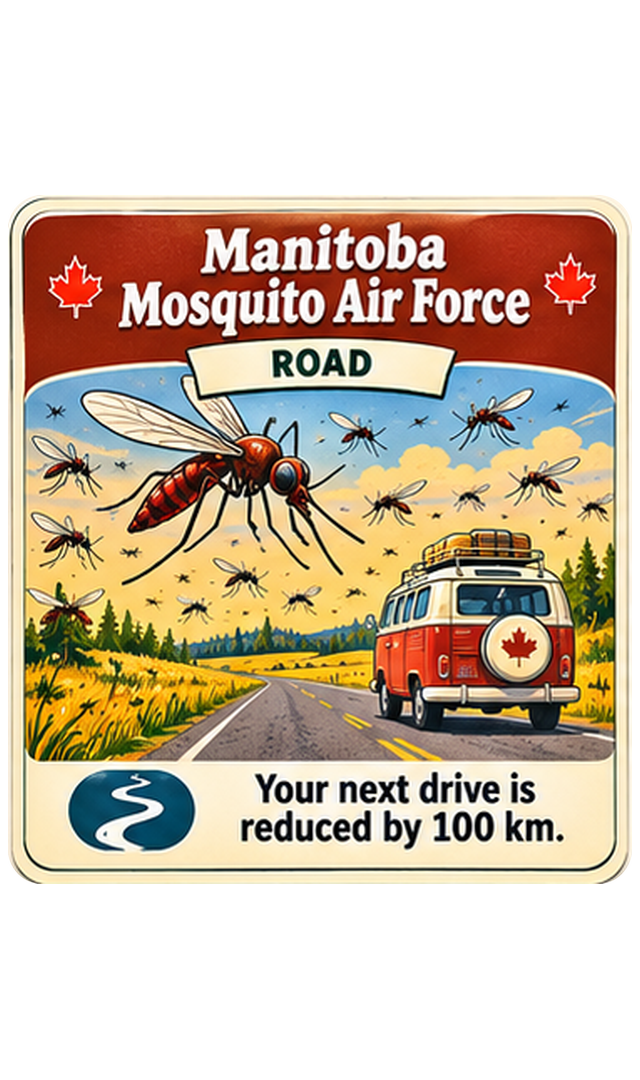 Manitoba
Mosquito Air Force
ROAD
Your next drive is
reduced by 100 km.